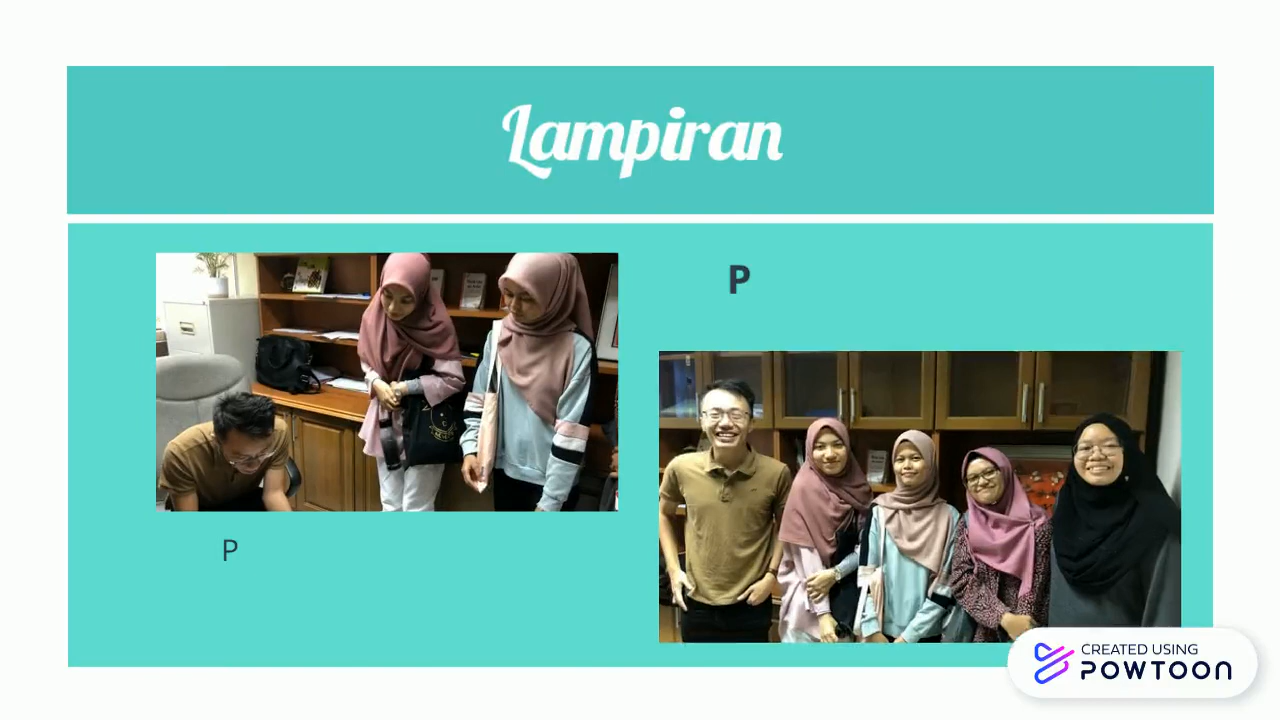 Lampiran
P
P
CREATED USING
POWTOON